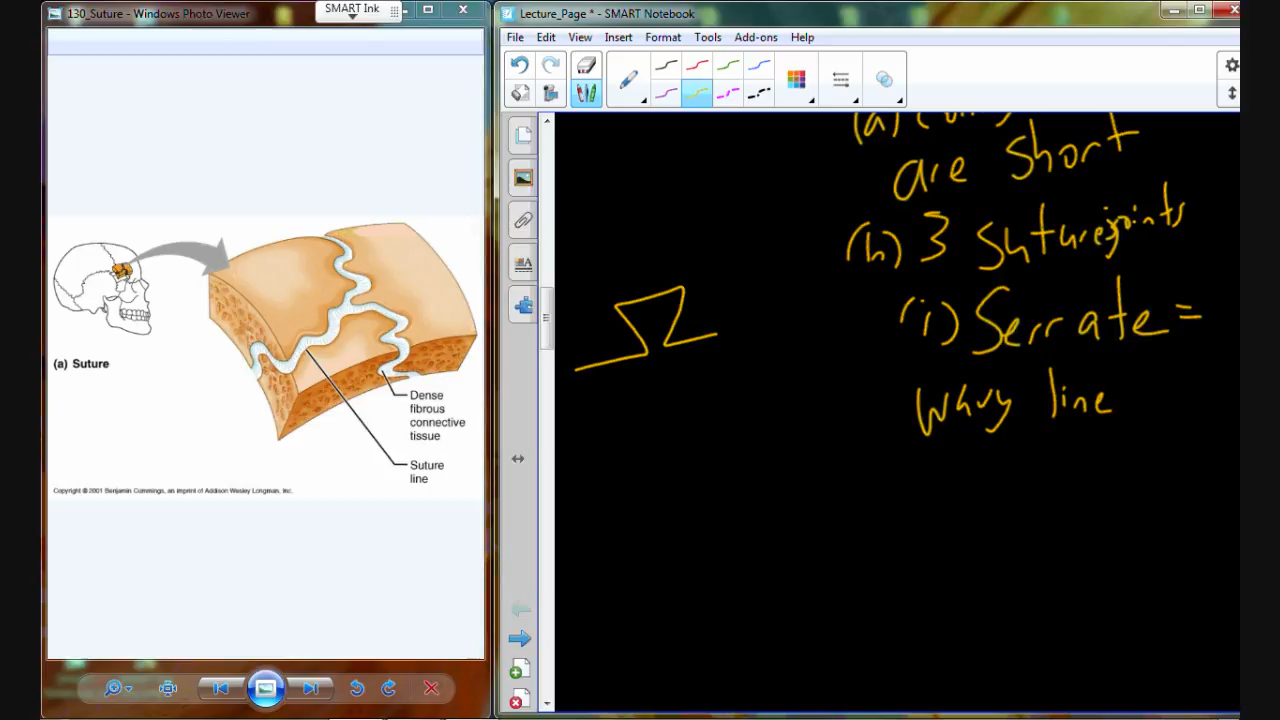 130_Suture - Windows Photo Viewer
SMART Ink
(a) Suture
Dense
fibrous
connective
tissue
Suture
line
Copyright © 2001 Benjamin Cummings, an imprint of Addison Wesley Longman, Inc.
Lecture_Page * - SMART Notebook
File Edit View Insert Format Tools Add-ons Help
are short
(b) 3 Suture joints
(i) Serrate =
wavy line